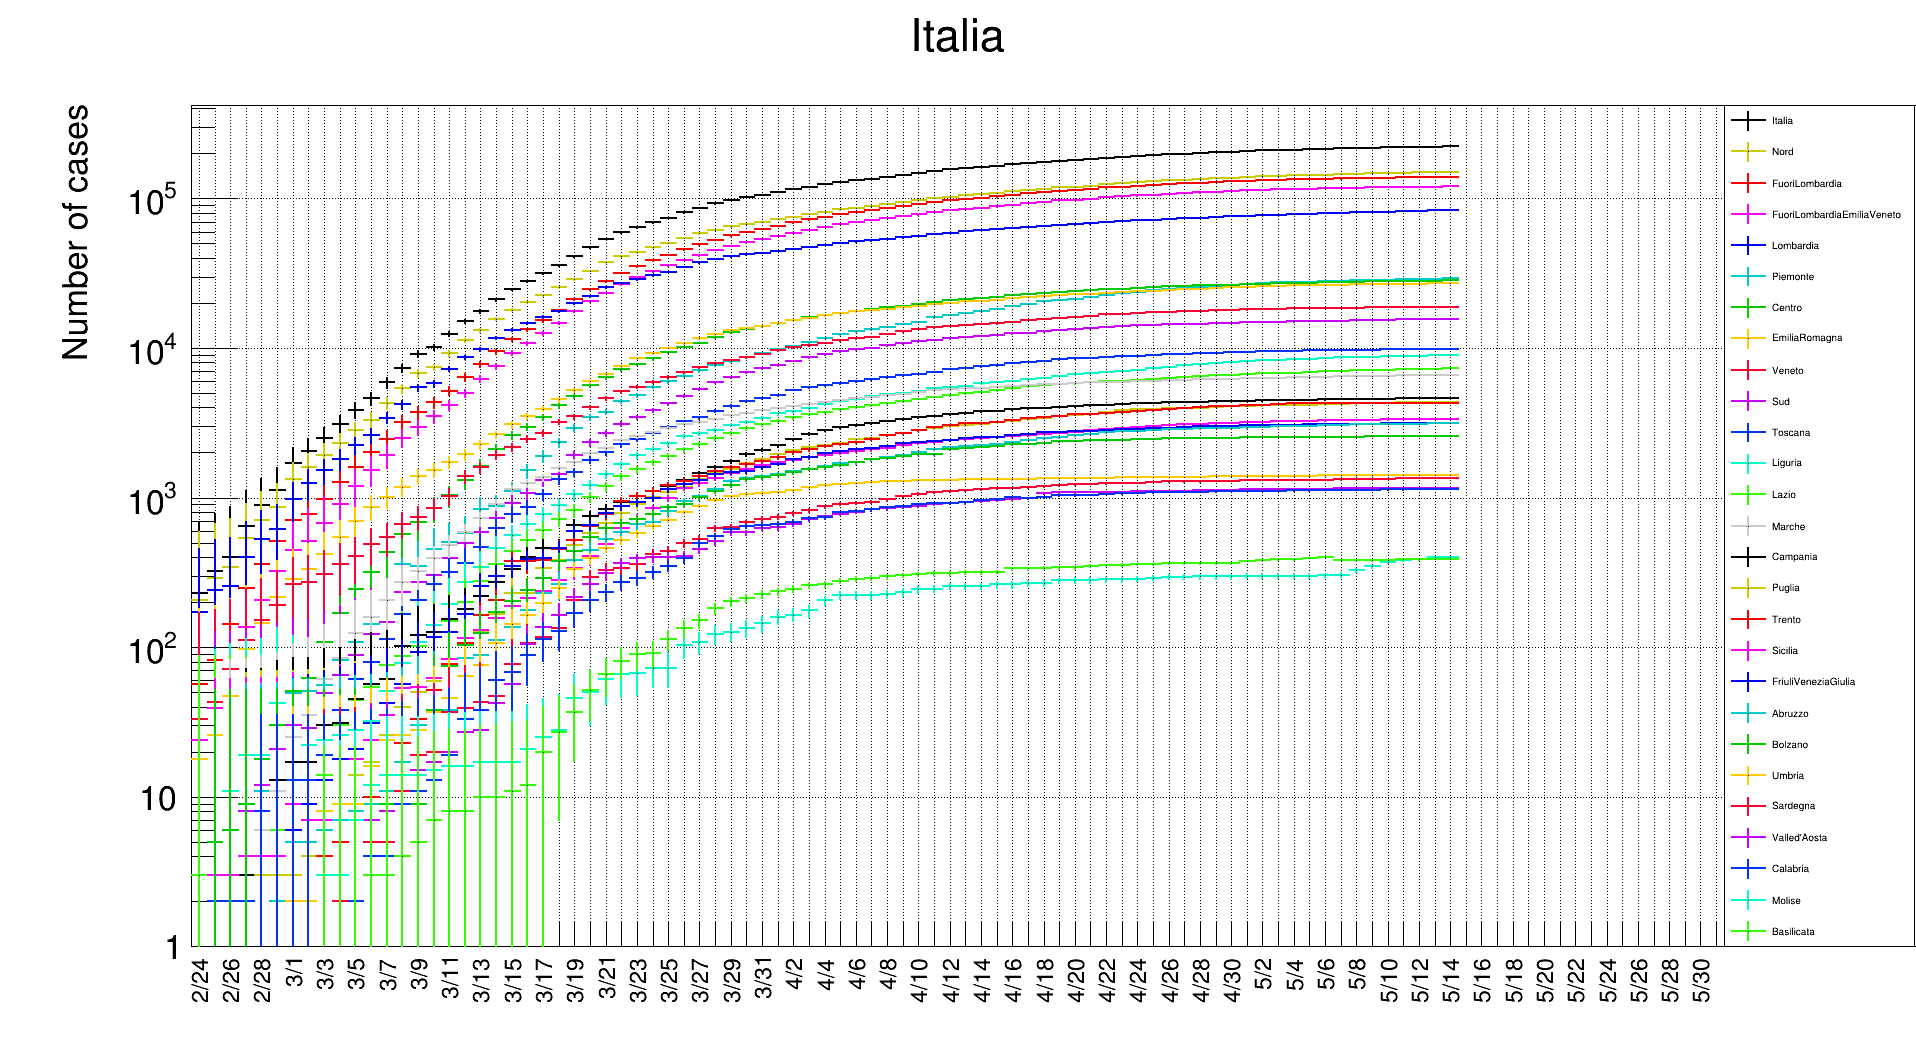 Italia
Number of cases
10^5
10^4
10^3
10^2
10
1
2/24 2/26 2/28 3/1 3/3 3/5 3/7 3/9 3/11 3/13 3/15 3/17 3/19 3/21 3/23 3/25 3/27 3/29 3/31 4/2 4/4 4/6 4/8 4/10 4/12 4/14 4/16 4/18 4/20 4/22 4/24 4/26 4/28 4/30 5/2 5/4 5/6 5/8 5/10 5/12 5/14 5/16 5/18 5/20 5/22 5/24 5/26 5/28 5/30
Italia
Nord
FuoriLombardia
FuoriLombardiaEmiliaVeneto
Lombardia
Piemonte
Centro
EmiliaRomagna
Veneto
Sud
Toscana
Liguria
Lazio
Marche
Campania
Puglia
Trento
Sicilia
FriuliVeneziaGiulia
Abruzzo
Bolzano
Umbria
Sardegna
Valled'Aosta
Calabria
Molise
Basilicata